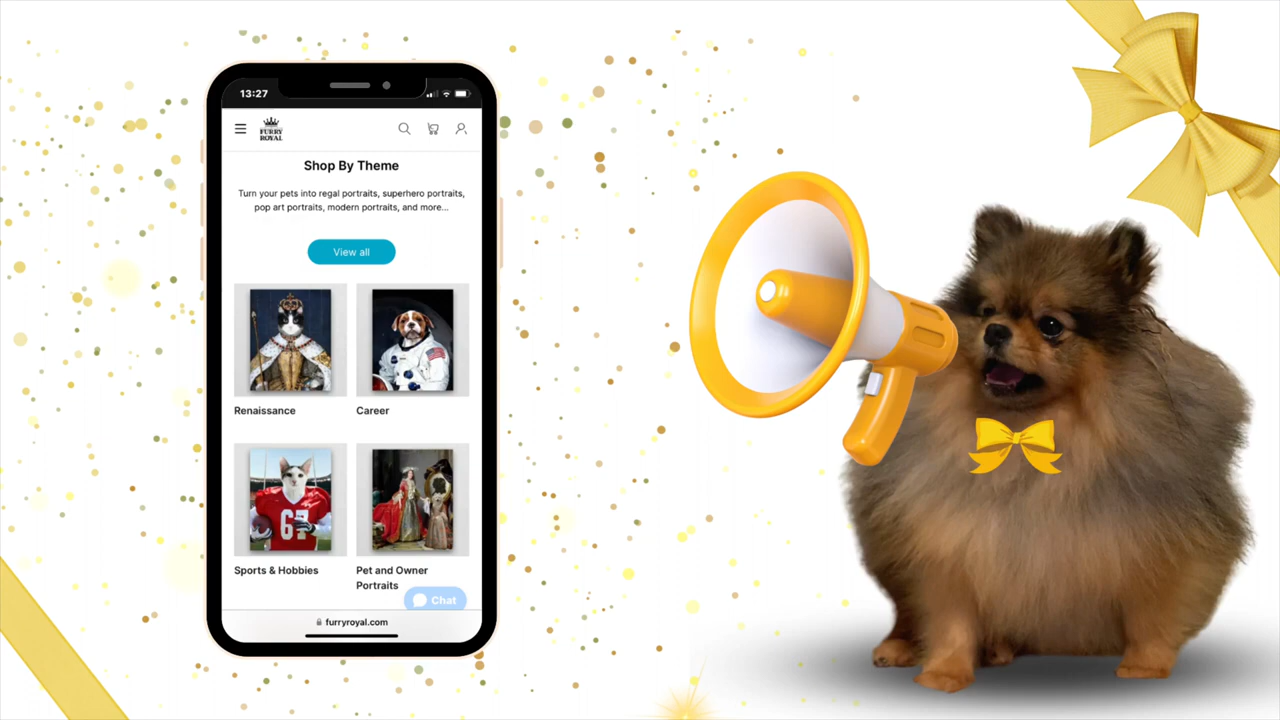 13:27
FURRY
ROYAL
Shop By Theme
Turn your pets into regal portraits, superhero portraits,
pop art portraits, modern portraits, and more...
View all
Renaissance
Career
67
Sports & Hobbies
Pet and Owner
Portraits
Chat
furryroyal.com